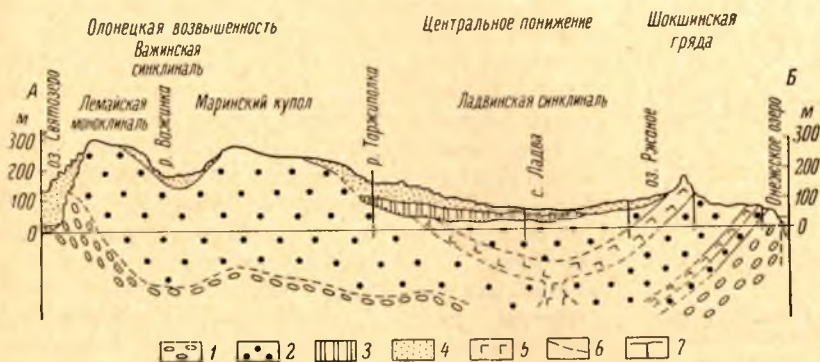 Олонецкая возвышенность
Центральное понижение
Шокшинская
гряда
Важинская
синклиналь
А
Б
м
м
оз. Святозеро
Лемайская
моноклиналь
р. Важинка
Маринский купол
р. Таржиполка
Ладвинская синклиналь
с. Ладва
оз. Ржаное
Онежское озеро
300
200
100
0
300
200
100
0
1 2 3 4 5 6 7